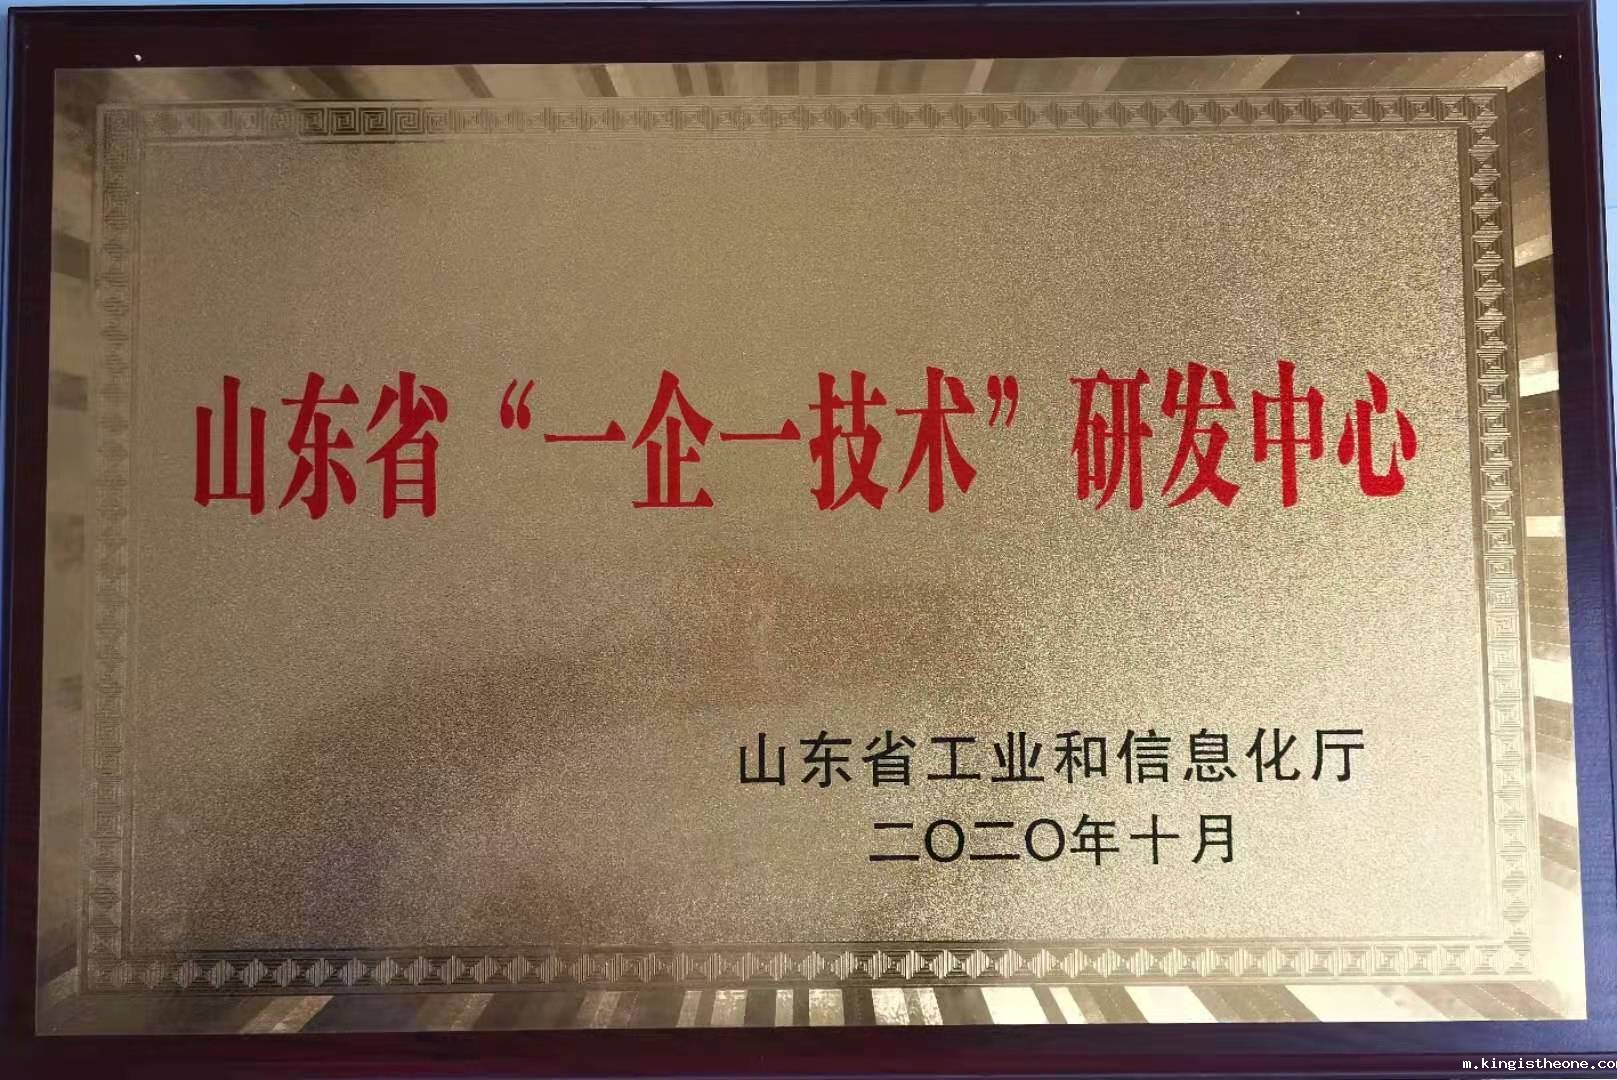 山东省“一企一技术”研发中心
山东省工业和信息化厅
二〇二〇年十月
m.kingistheone.co